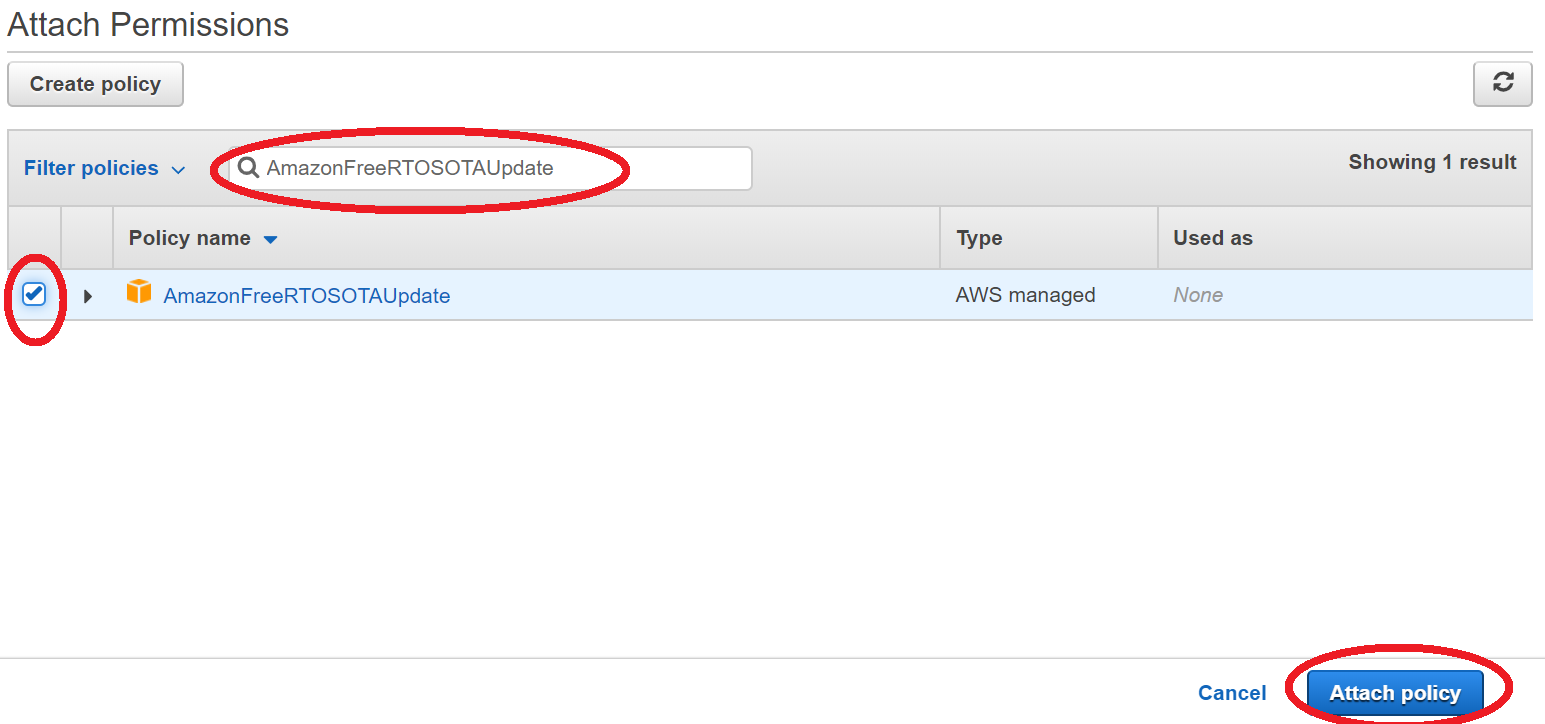 Attach Permissions
Create policy
Filter policies
AmazonFreeRTOSOTAUpdate
Showing 1 result
Policy name Type Used as
AmazonFreeRTOSOTAUpdate AWS managed None
Cancel Attach policy